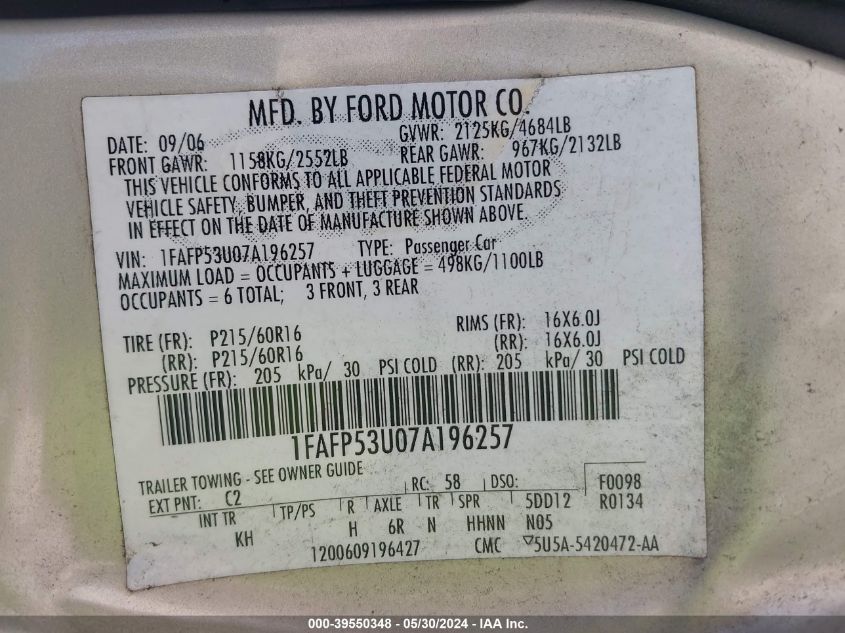 MFD. BY FORD MOTOR CO.
DATE: 09/06 GVWR: 2125KG/4684LB
FRONT GAWR: 1158KG/2552LB REAR GAWR: 967KG/2132LB
THIS VEHICLE CONFORMS TO ALL APPLICABLE FEDERAL MOTOR
VEHICLE SAFETY, BUMPER, AND THEFT PREVENTION STANDARDS
IN EFFECT ON THE DATE OF MANUFACTURE SHOWN ABOVE.
VIN: 1FAFP53U07A196257 TYPE: Passenger Car
MAXIMUM LOAD = OCCUPANTS + LUGGAGE = 498KG/1100LB
OCCUPANTS = 6 TOTAL; 3 FRONT, 3 REAR
TIRE (FR): P215/60R16 RIMS (FR): 16X6.0J
(RR): P215/60R16 (RR): 16X6.0J
PRESSURE (FR): 205 kPa/ 30 PSI COLD (RR): 205 kPa/ 30 PSI COLD
1FAFP53U07A196257
TRAILER TOWING - SEE OWNER GUIDE
EXT PNT: C2 RC: 58 DSO: F0098
INT TR TP/PS R AXLE TR SPR 5DD12 R0134
KH H 6R N HHNN N05
1200609196427 CMC ▽5U5A-5420472-AA
000-39550348 - 05/30/2024 - IAA Inc.